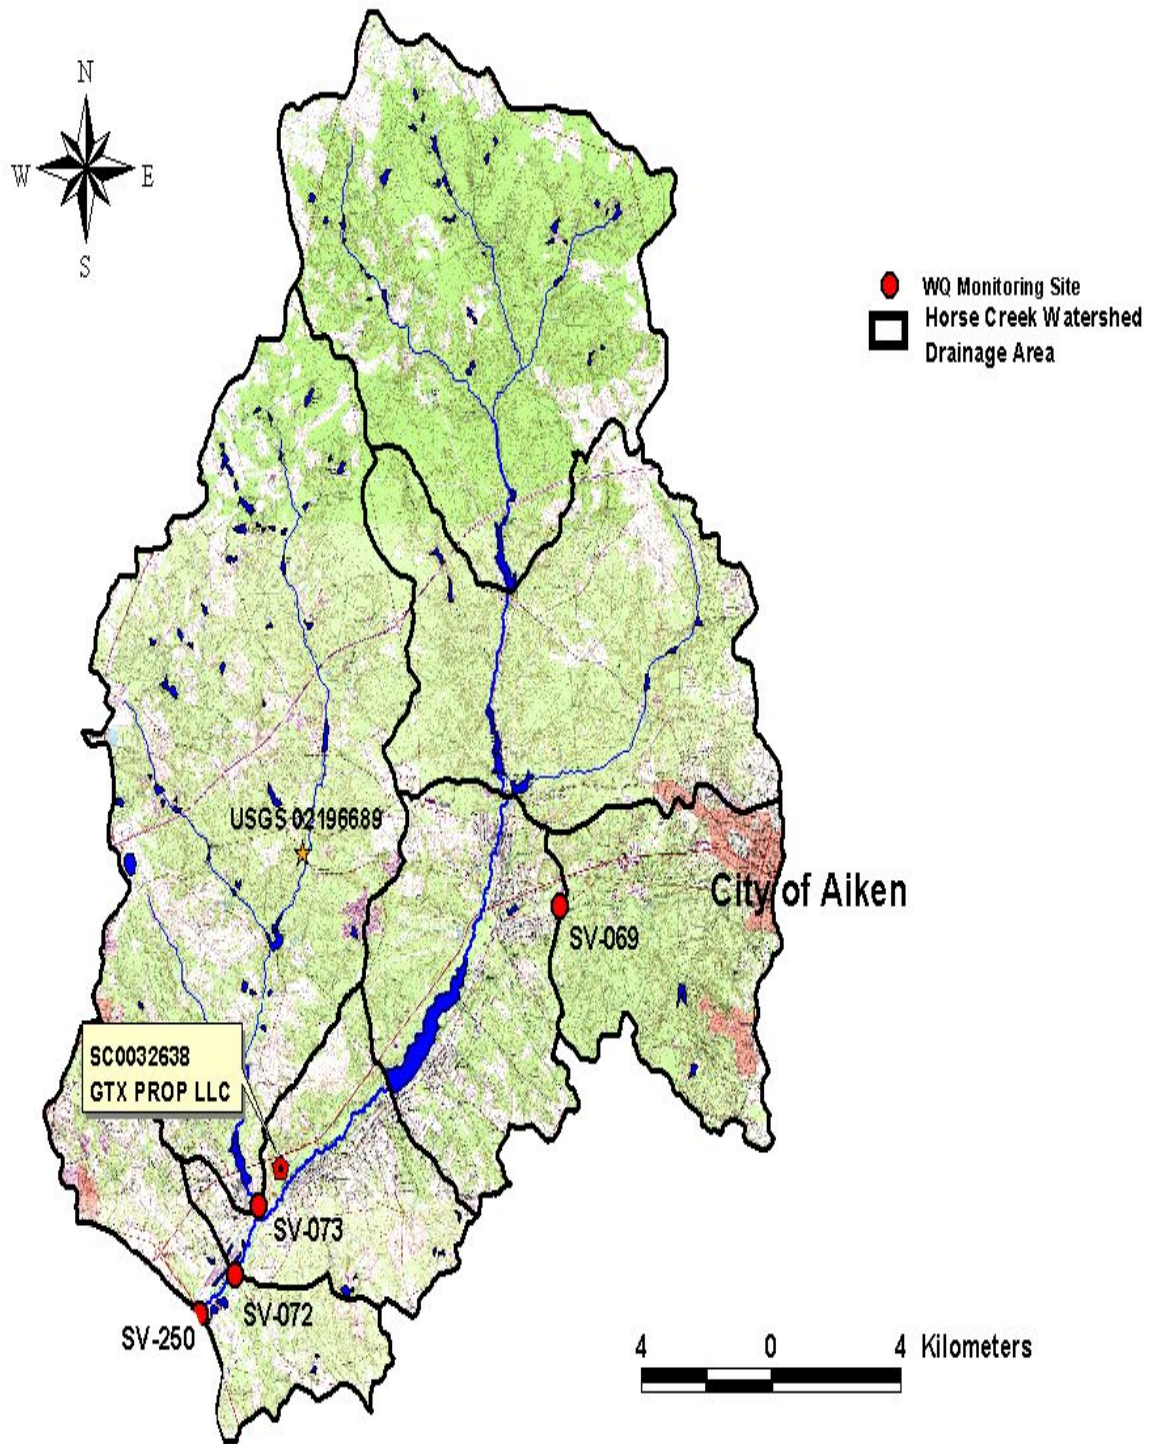 N
W E
S
WQ Monitoring Site
Horse Creek Watershed
Drainage Area
USGS 02196689
City of Aiken
SV-069
SC0032638
GTX PROP LLC
SV-073
SV-072
SV-250
4 0 4 Kilometers